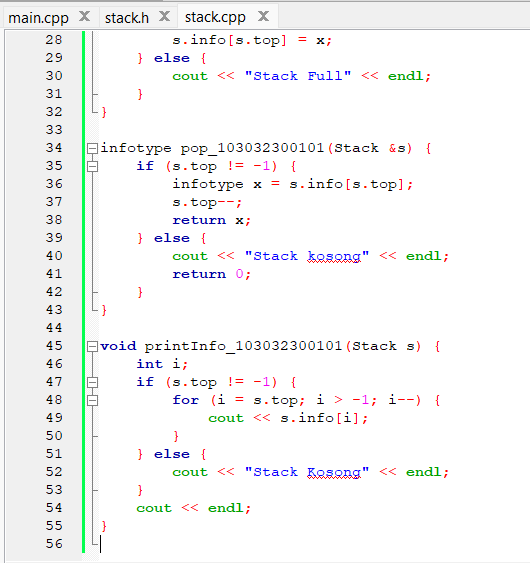 main.cpp X stack.h X stack.cpp X
28 s.info[s.top] = x;
29 } else {
30 cout << "Stack Full" << endl;
31 }
32 }
33
34 infotype pop_103032300101(Stack &s) {
35 if (s.top != -1) {
36 infotype x = s.info[s.top];
37 s.top--;
38 return x;
39 } else {
40 cout << "Stack kosong" << endl;
41 return 0;
42 }
43 }
44
45 void printInfo_103032300101(Stack s) {
46 int i;
47 if (s.top != -1) {
48 for (i = s.top; i > -1; i--) {
49 cout << s.info[i];
50 }
51 } else {
52 cout << "Stack Kosong" << endl;
53 }
54 cout << endl;
55 }
56